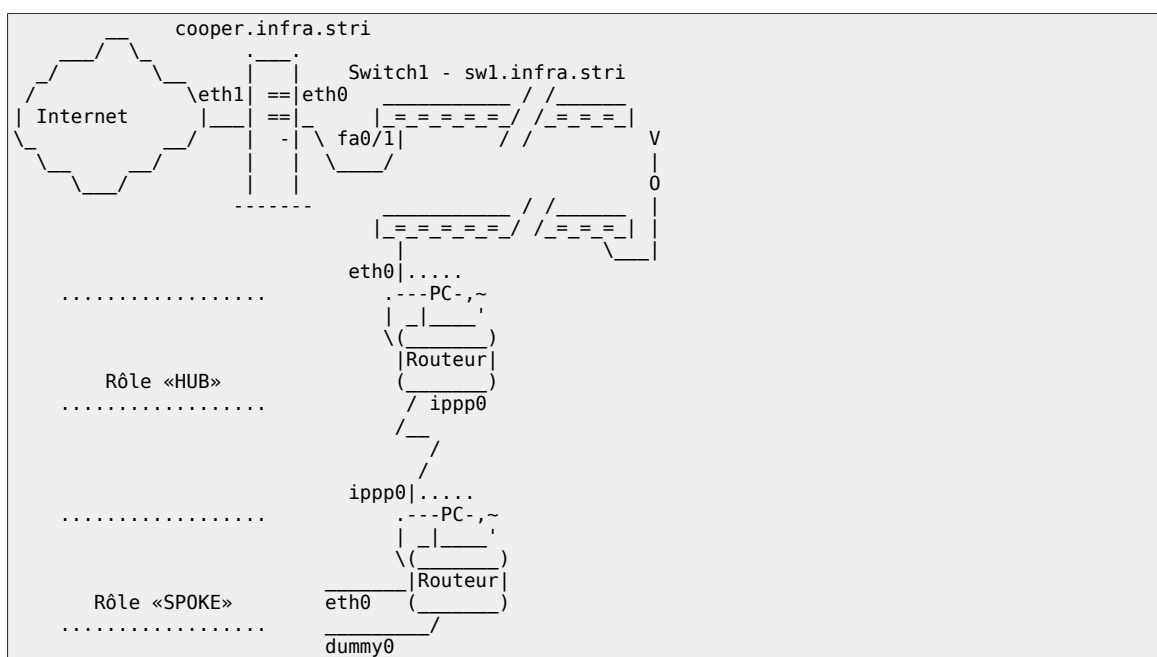 cooper.infra.stri
Switch1 - sw1.infra.stri
eth1 eth0
Internet
fa0/1
eth0
PC
Routeur
Rôle «HUB»
ippp0
ippp0
PC
Routeur
Rôle «SPOKE» eth0
dummy0